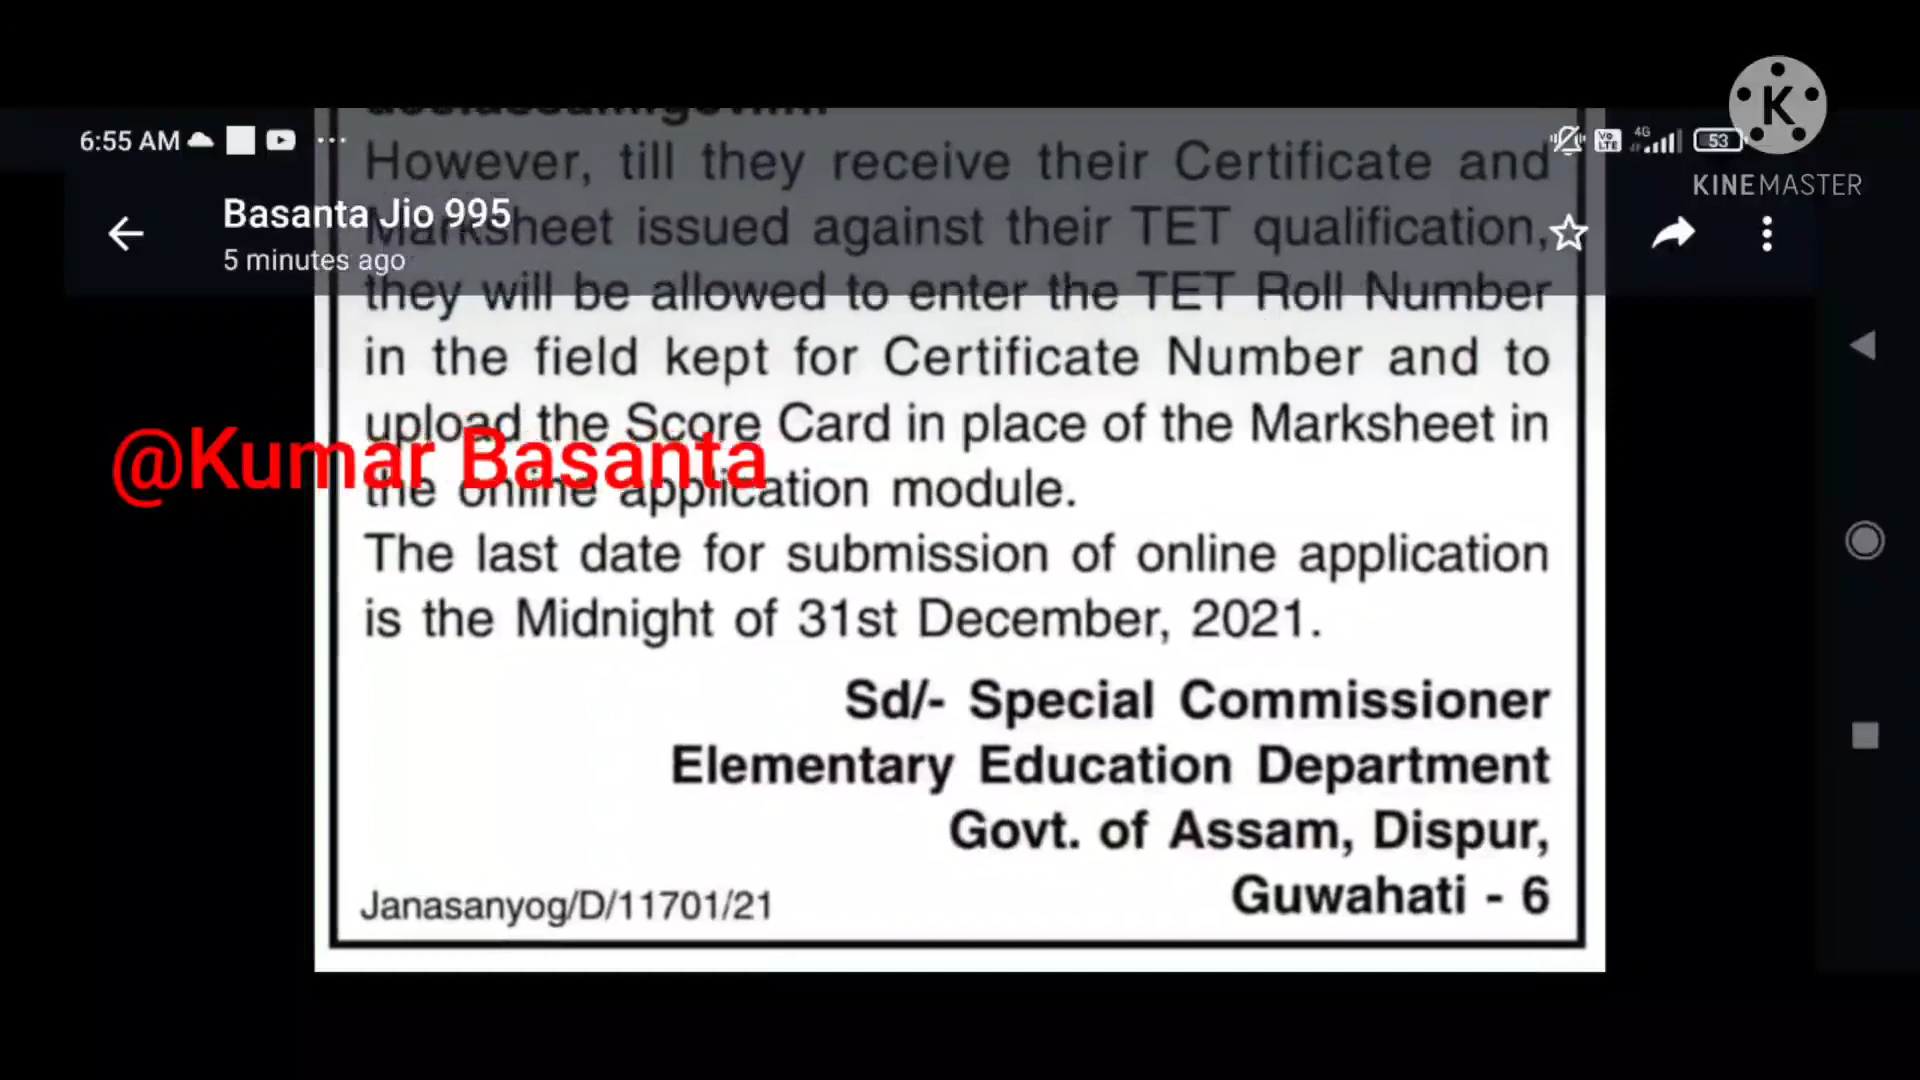 6:55 AM ...
4G
53
K
KINEMASTER
Basanta Jio 995
5 minutes ago
However, till they receive their Certificate and
Marksheet issued against their TET qualification,
they will be allowed to enter the TET Roll Number
in the field kept for Certificate Number and to
upload the Score Card in place of the Marksheet in
@Kumar Basanta
the online application module.
The last date for submission of online application
is the Midnight of 31st December, 2021.
Sd/- Special Commissioner
Elementary Education Department
Govt. of Assam, Dispur,
Guwahati - 6
Janasanyog/D/11701/21